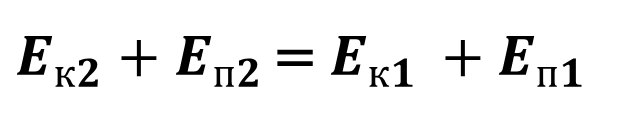 Eк2 + Eп2 = Eк1 + Eп1